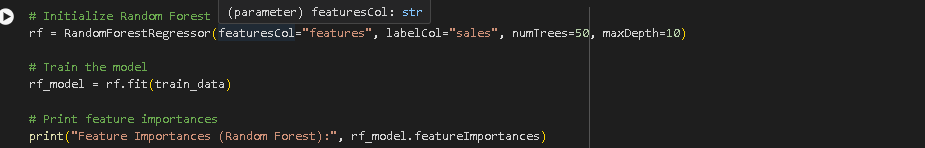 (parameter) featuresCol: str
# Initialize Random Forest
rf = RandomForestRegressor(featuresCol="features", labelCol="sales", numTrees=50, maxDepth=10)
# Train the model
rf_model = rf.fit(train_data)
# Print feature importances
print("Feature Importances (Random Forest):", rf_model.featureImportances)